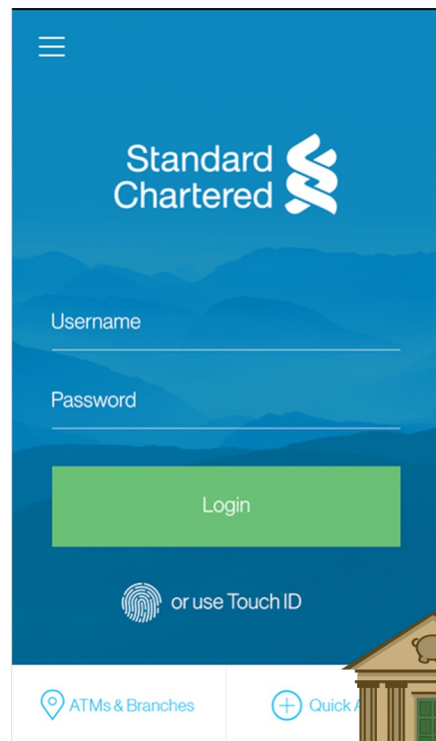 Standard
Chartered
Username
Password
Login
or use Touch ID
ATMs & Branches
Quick